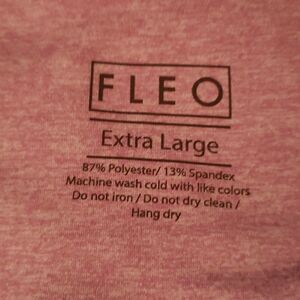 FLEO
Extra Large
87% Polyester/ 13% Spandex
Machine wash cold with like colors
Do not iron / Do not dry clean /
Hang dry